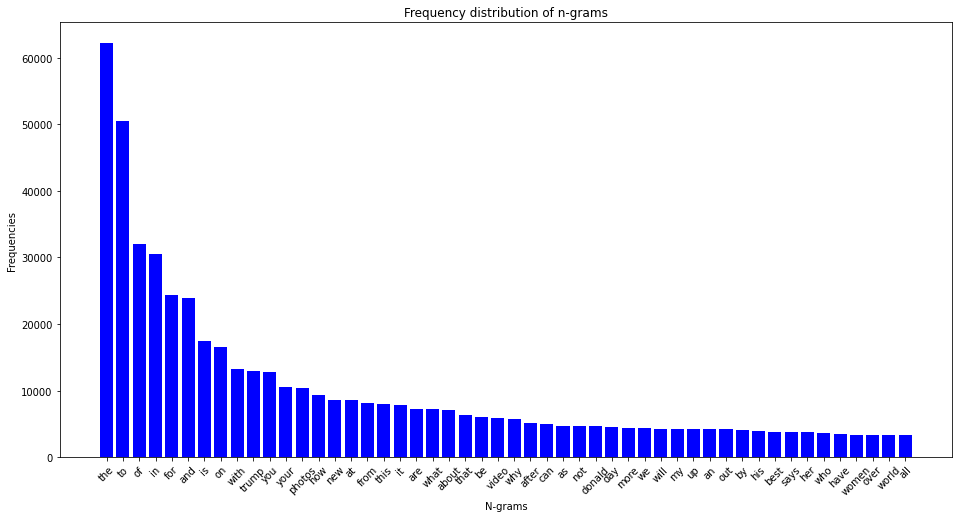 Frequency distribution of n-grams
Frequencies
60000
50000
40000
30000
20000
10000
0
the to of in for and is on with trump you your photos how new at from this it are what about that be video why after can as not donald day more we will my up an out by his best says her who have women over world all
N-grams